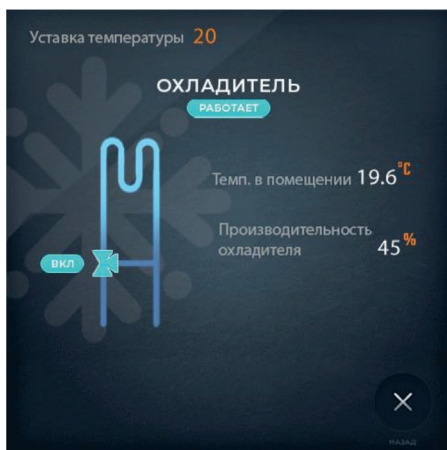 Уставка температуры 20
ОХЛАДИТЕЛЬ
РАБОТАЕТ
Темп. в помещении 19.6 °C
Производительность
охладителя 45 %
ВКЛ
НАЗАД